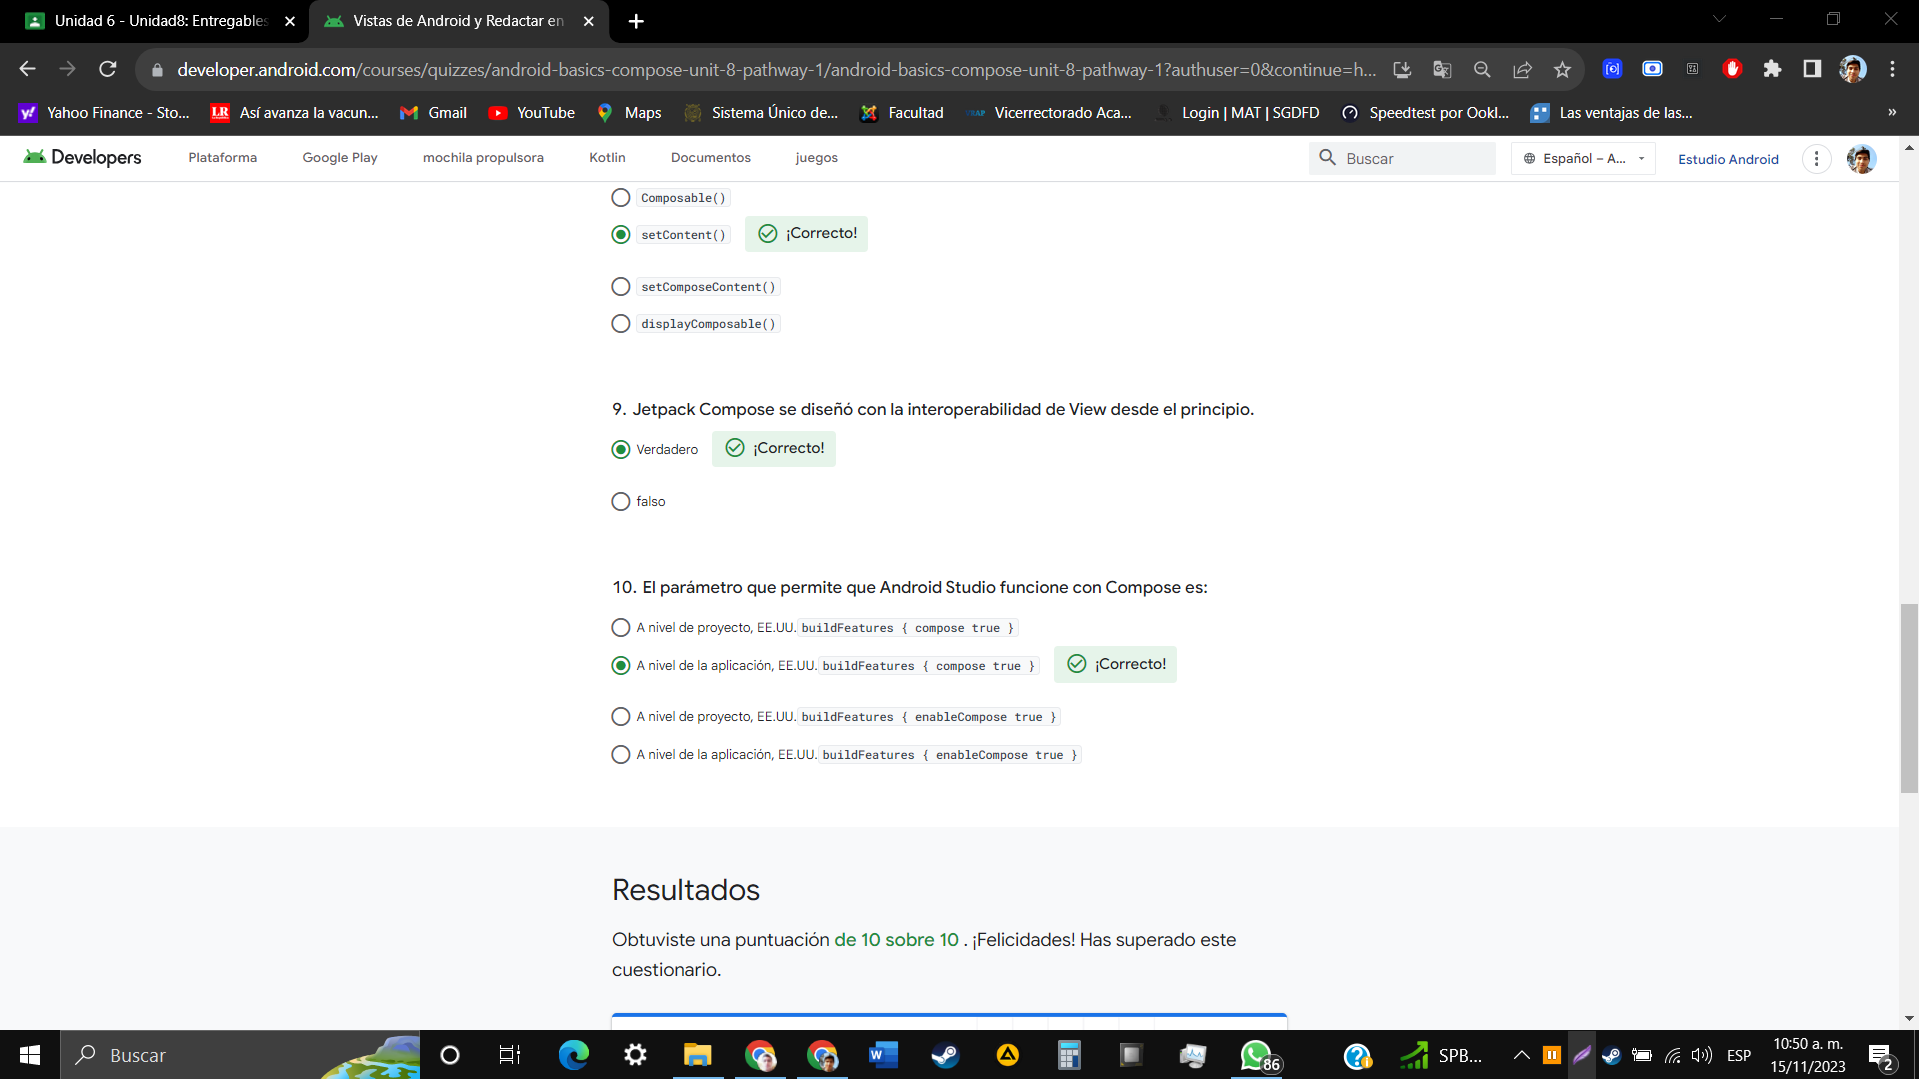 Unidad 6 - Unidad8: Entregables
Vistas de Android y Redactar en
developer.android.com/courses/quizzes/android-basics-compose-unit-8-pathway-1/android-basics-compose-unit-8-pathway-1?authuser=0&continue=h...
Yahoo Finance - Sto...
LR
Así avanza la vacun...
Gmail
YouTube
Maps
Sistema Único de...
Facultad
Vicerrectorado Aca...
Login | MAT | SGDFD
Speedtest por Ookl...
Las ventajas de las...
»
Developers
Plataforma
Google Play
mochila propulsora
Kotlin
Documentos
juegos
Buscar
Español – A...
Estudio Android
Composable()
setContent()
¡Correcto!
setComposeContent()
displayComposable()
9. Jetpack Compose se diseñó con la interoperabilidad de View desde el principio.
Verdadero
¡Correcto!
falso
10. El parámetro que permite que Android Studio funcione con Compose es:
A nivel de proyecto, EE.UU. buildFeatures { compose true }
A nivel de la aplicación, EE.UU. buildFeatures { compose true }
¡Correcto!
A nivel de proyecto, EE.UU. buildFeatures { enableCompose true }
A nivel de la aplicación, EE.UU. buildFeatures { enableCompose true }
Resultados
Obtuviste una puntuación de 10 sobre 10 . ¡Felicidades! Has superado este
cuestionario.
Buscar
86
SPB...
ESP
10:50 a. m.
15/11/2023
2